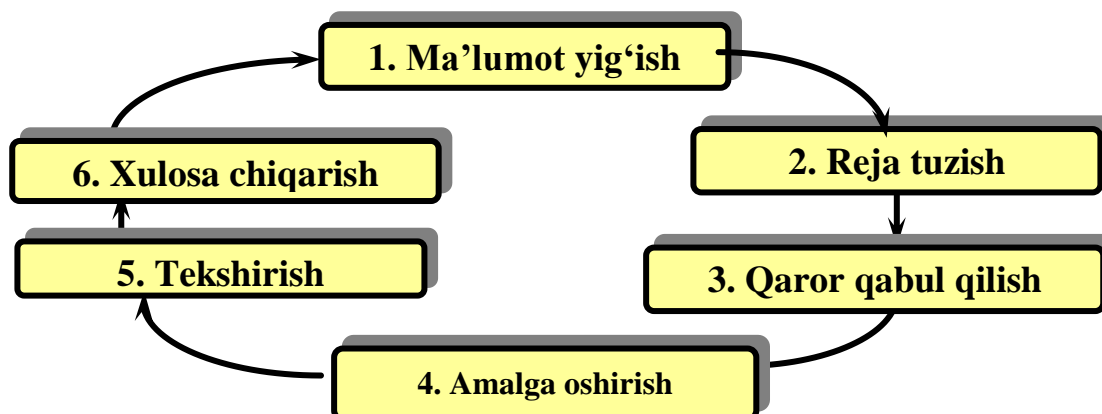 1. Ma’lumot yig‘ish
2. Reja tuzish
3. Qaror qabul qilish
4. Amalga oshirish
5. Tekshirish
6. Xulosa chiqarish